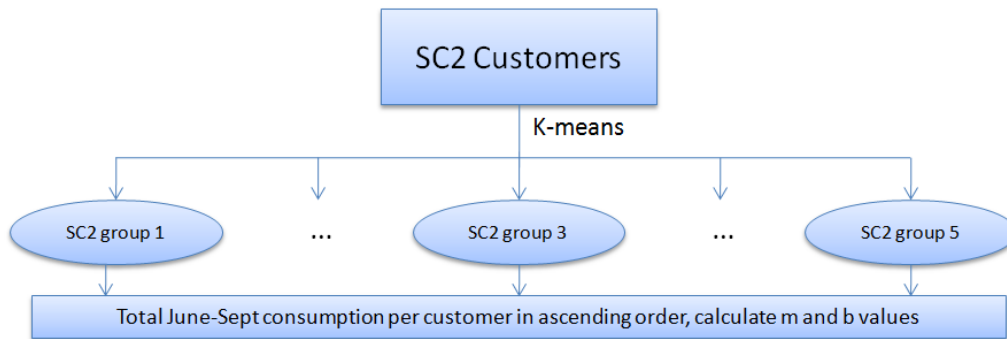 SC2 Customers
K-means
SC2 group 1
...
SC2 group 3
...
SC2 group 5
Total June-Sept consumption per customer in ascending order, calculate m and b values